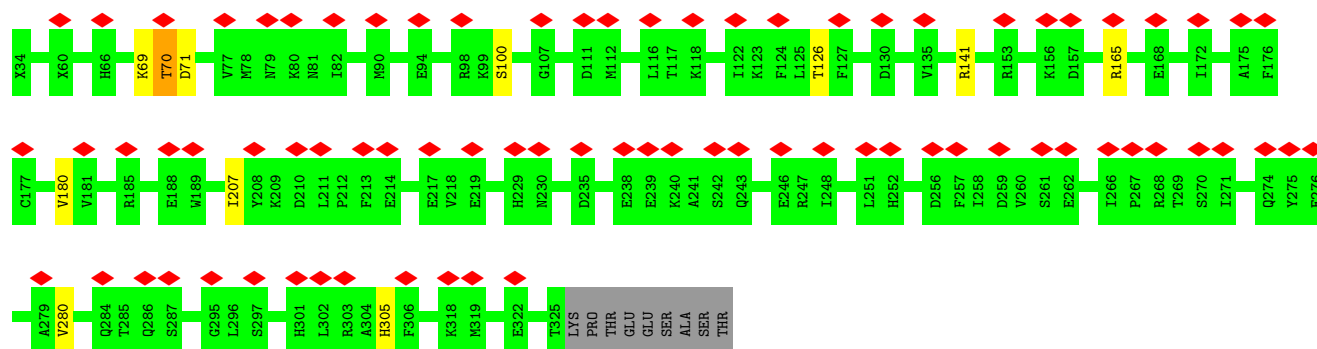 X34 X60 H66 K69 T70 D71 V77 M78 N79 K80 N81 I82 M90 E94 R98 K99 S100 G107 D111 M112 L116 T117 K118 I122 K123 F124 L125 T126 F127 D130 V135 R141 R153 K156 D157 R165 E168 I172 A175 F176
C177 V180 V181 R185 E188 W189 I207 Y208 K209 D210 L211 P212 F213 E214 E217 V218 E219 H229 N230 D235 E238 E239 K240 A241 S242 Q243 E246 R247 I248 L251 H252 D256 F257 I258 D259 V260 S261 E262 I266 P267 R268 T269 S270 I271 Q274 Y275
A279 V280 Q284 T285 Q286 S287 G295 L296 S297 H301 L302 R303 A304 H305 F306 K318 M319 E322 T325 LYS PRO THR GLU GLU SER ALA SER THR